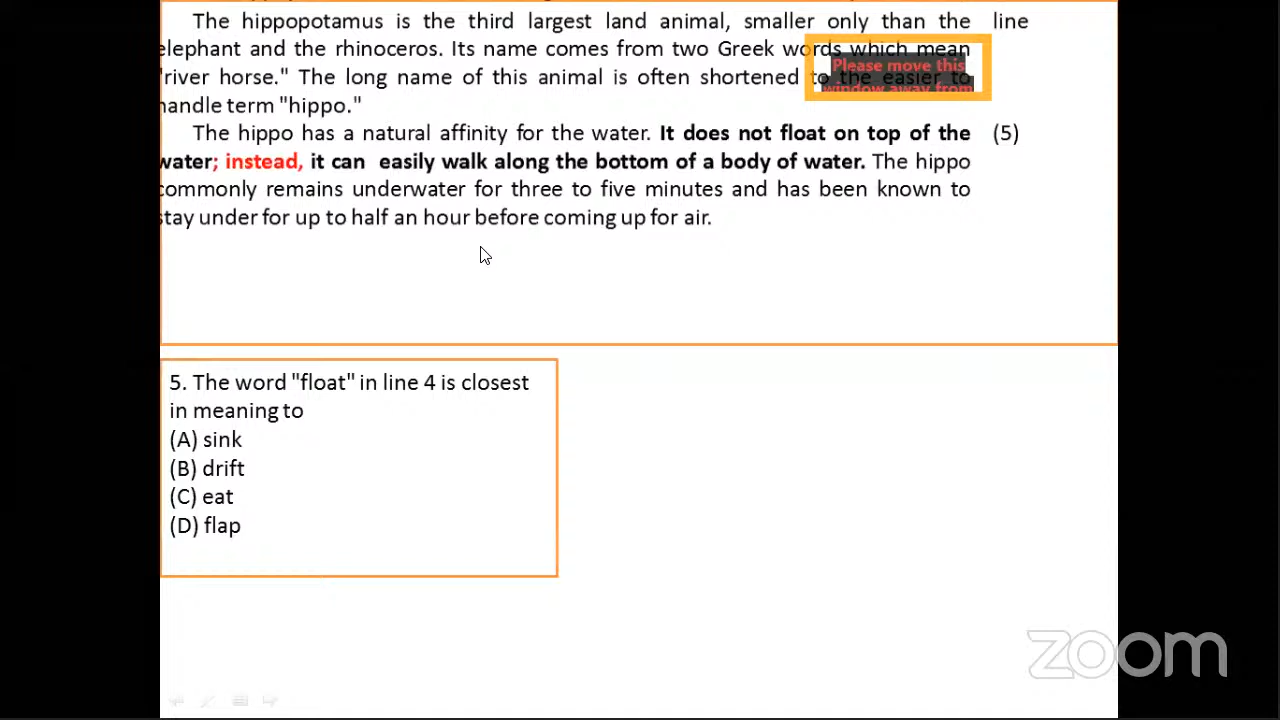 The hippopotamus is the third largest land animal, smaller only than the line
elephant and the rhinoceros. Its name comes from two Greek words which mean
"river horse." The long name of this animal is often shortened to the easier to
handle term "hippo."
Please move this
window away from
The hippo has a natural affinity for the water. It does not float on top of the (5)
water; instead, it can easily walk along the bottom of a body of water. The hippo
commonly remains underwater for three to five minutes and has been known to
stay under for up to half an hour before coming up for air.
5. The word "float" in line 4 is closest
in meaning to
(A) sink
(B) drift
(C) eat
(D) flap
zoom